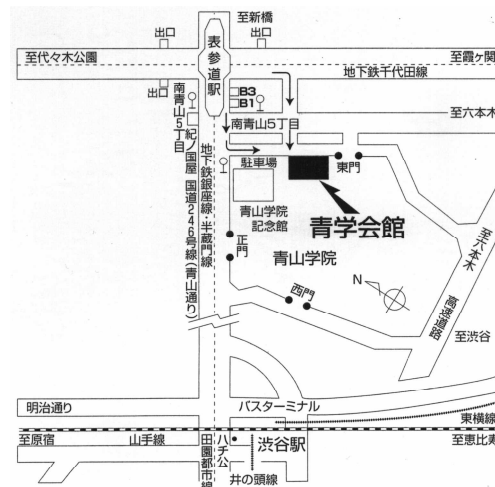 至新橋
出口
出口
表参道駅
至代々木公園
至霞ヶ関
地下鉄千代田線
出口
B3
B1
至六本木
南青山5丁目
南青山5丁目
紀ノ国屋
国道246号線(青山通り)
地下鉄銀座線・半蔵門線
駐車場
東門
青山学院
記念館
青学会館
正門
青山学院
至六本木
西門
N
高速道路
至渋谷
明治通り
バスターミナル
東横線
至原宿
山手線
田園都市線
ハチ公
渋谷駅
至恵比寿
井の頭線